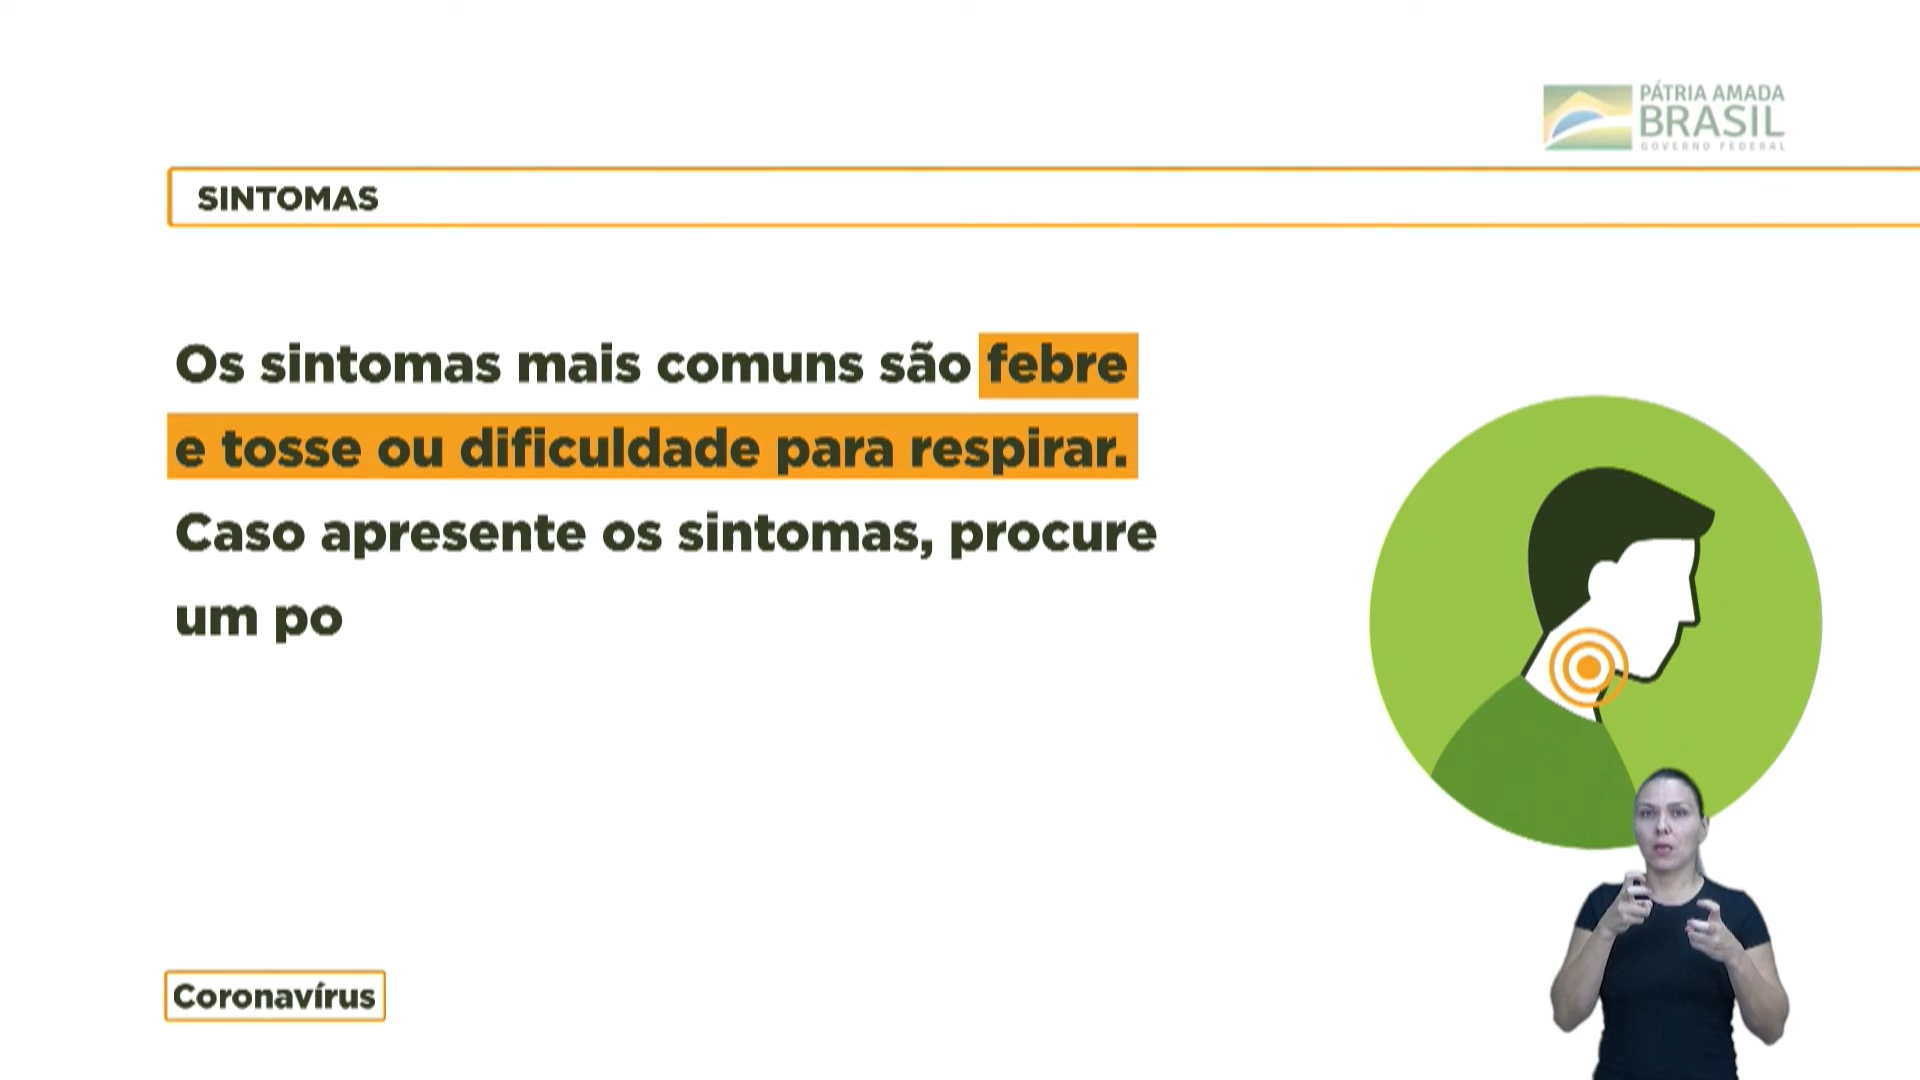 PÁTRIA AMADA
BRASIL
GOVERNO FEDERAL
SINTOMAS
Os sintomas mais comuns são febre
e tosse ou dificuldade para respirar.
Caso apresente os sintomas, procure
um po
Coronavírus